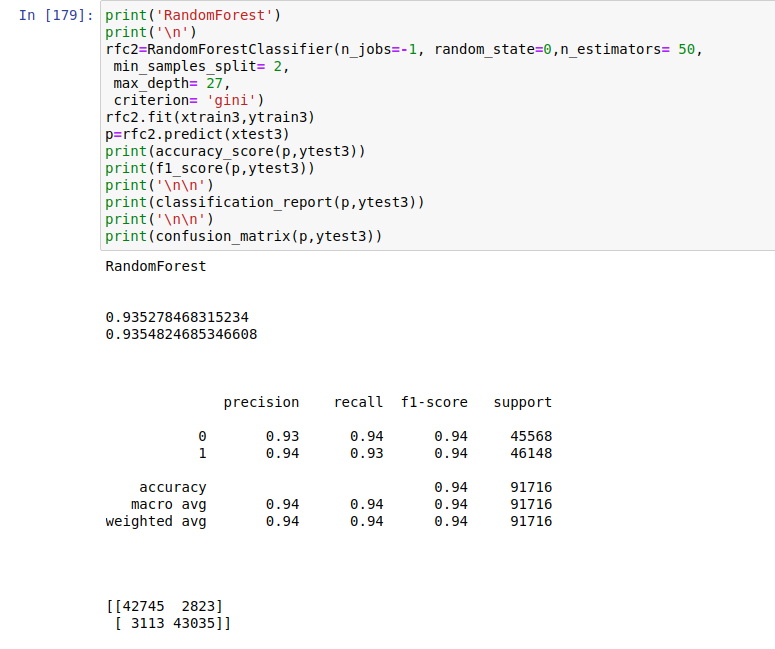 In [179]: print('RandomForest')
print('\n')
rfc2=RandomForestClassifier(n_jobs=-1, random_state=0,n_estimators= 50,
 min_samples_split= 2,
 max_depth= 27,
 criterion= 'gini')
rfc2.fit(xtrain3,ytrain3)
p=rfc2.predict(xtest3)
print(accuracy_score(p,ytest3))
print(f1_score(p,ytest3))
print('\n\n')
print(classification_report(p,ytest3))
print('\n\n')
print(confusion_matrix(p,ytest3))
RandomForest
0.935278468315234
0.9354824685346608
precision recall f1-score support
0 0.93 0.94 0.94 45568
1 0.94 0.93 0.94 46148
accuracy 0.94 91716
macro avg 0.94 0.94 0.94 91716
weighted avg 0.94 0.94 0.94 91716
[[42745 2823]
 [ 3113 43035]]